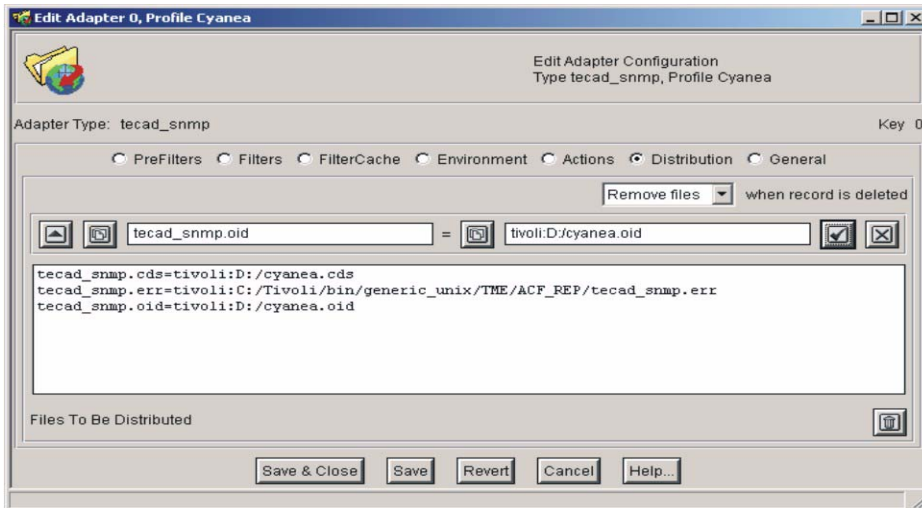 Edit Adapter 0, Profile Cyanea
Edit Adapter Configuration
Type tecad_snmp, Profile Cyanea
Adapter Type: tecad_snmp Key 0
PreFilters Filters FilterCache Environment Actions Distribution General
Remove files when record is deleted
tecad_snmp.oid = tivoli:D:/cyanea.oid
tecad_snmp.cds=tivoli:D:/cyanea.cds
tecad_snmp.err=tivoli:C:/Tivoli/bin/generic_unix/TME/ACF_REP/tecad_snmp.err
tecad_snmp.oid=tivoli:D:/cyanea.oid
Files To Be Distributed
Save & Close Save Revert Cancel Help...